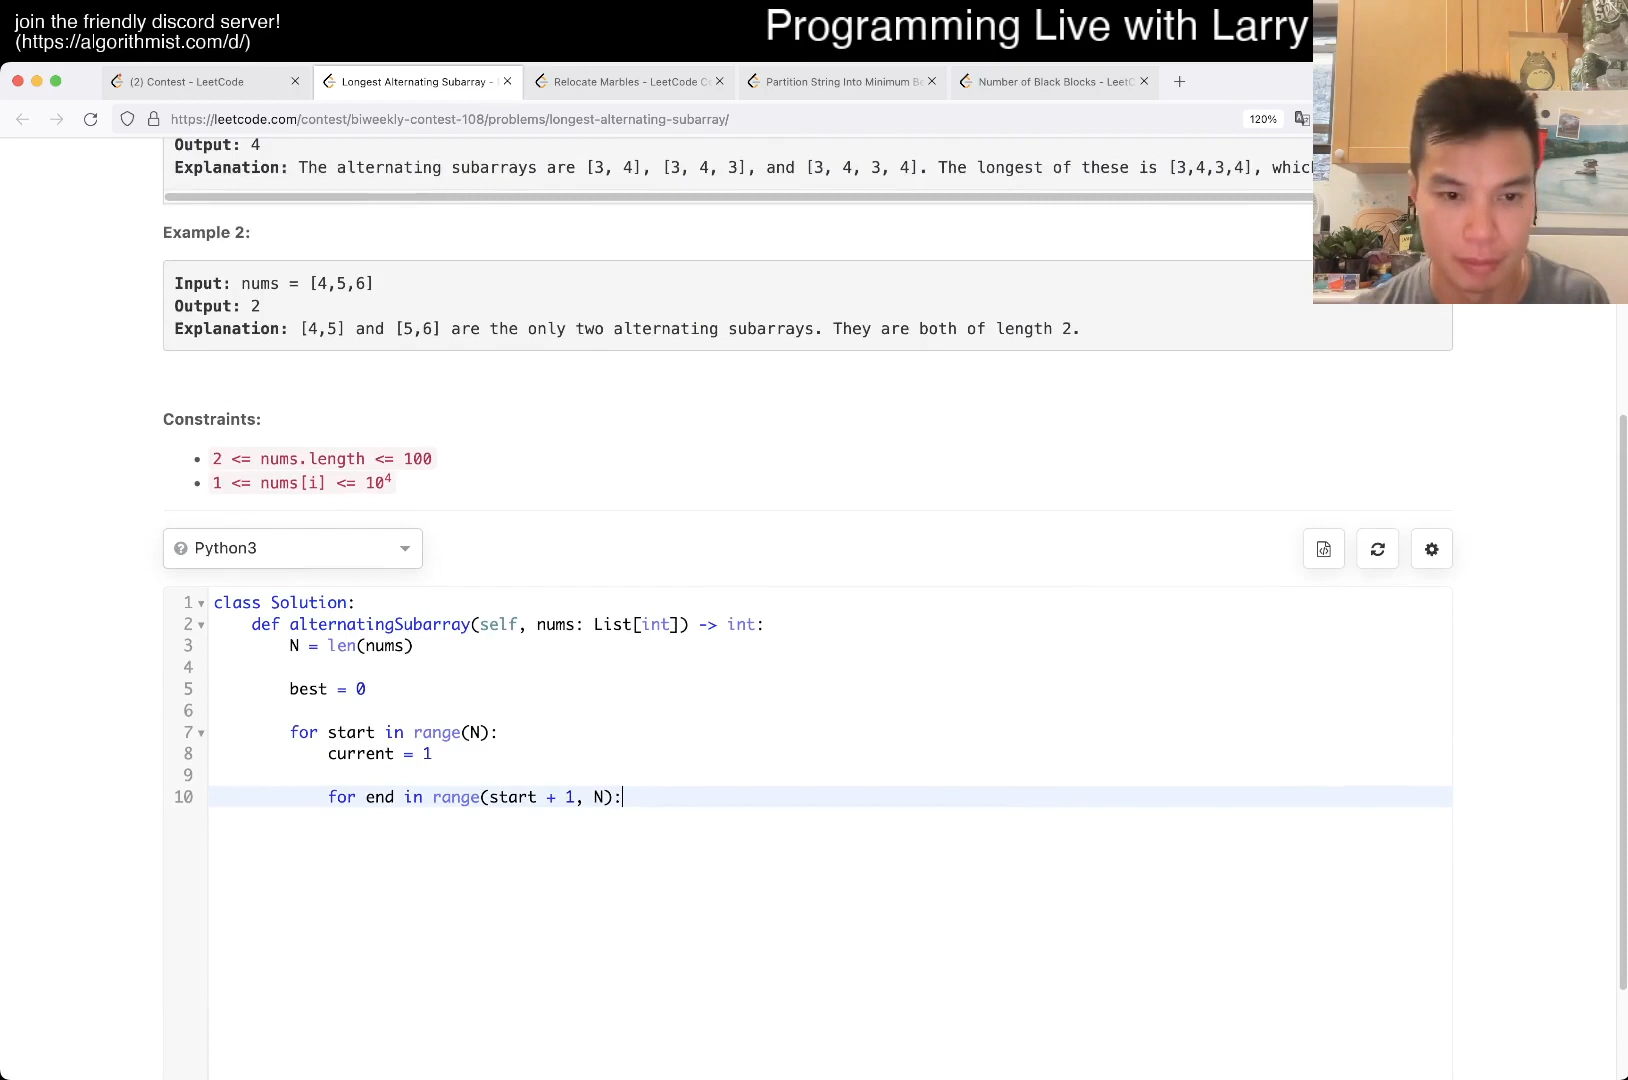 join the friendly discord server!
(https://algorithmist.com/d/)
Programming Live with Larry
(2) Contest - LeetCode
Longest Alternating Subarray -
Relocate Marbles - LeetCode C
Partition String Into Minimum Be
Number of Black Blocks - LeetC
https://leetcode.com/contest/biweekly-contest-108/problems/longest-alternating-subarray/
120%
Output: 4
Explanation: The alternating subarrays are [3, 4], [3, 4, 3], and [3, 4, 3, 4]. The longest of these is [3,4,3,4], whic
Example 2:
Input: nums = [4,5,6]
Output: 2
Explanation: [4,5] and [5,6] are the only two alternating subarrays. They are both of length 2.
Constraints:
2 <= nums.length <= 100
1 <= nums[i] <= 10⁴
Python3
1 class Solution:
2 def alternatingSubarray(self, nums: List[int]) -> int:
3 N = len(nums)
4
5 best = 0
6
7 for start in range(N):
8 current = 1
9
10 for end in range(start + 1, N):